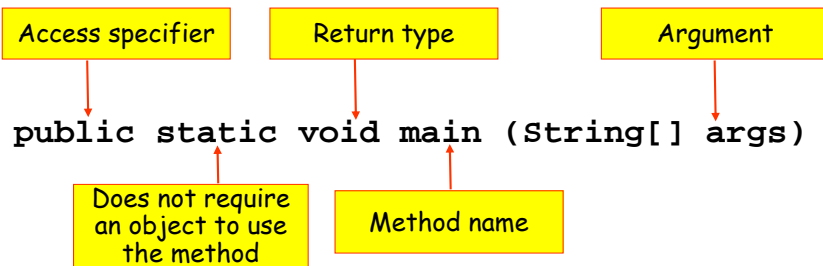 Access specifier
Return type
Argument
public static void main (String[] args)
Does not require
an object to use
the method
Method name